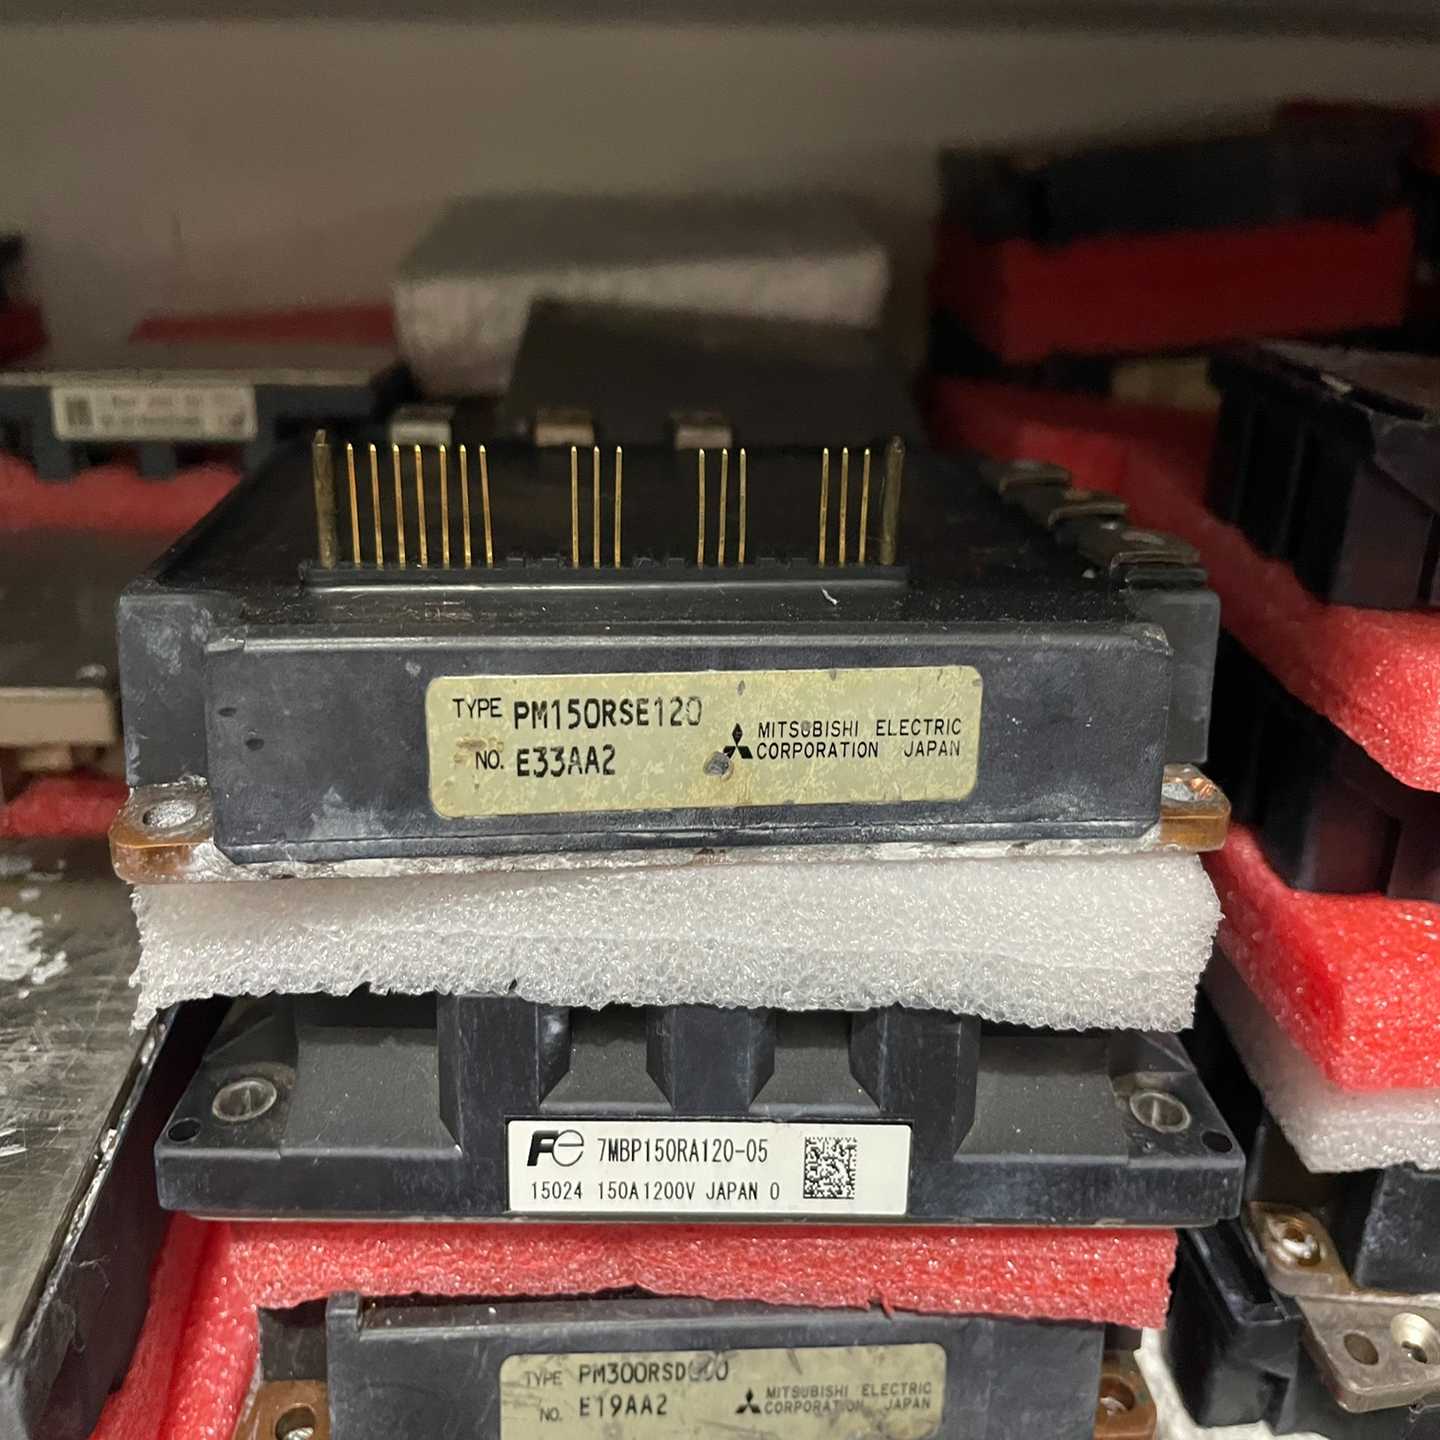 TYPE PM150RSE120
NO. E33AA2
MITSUBISHI ELECTRIC
CORPORATION JAPAN
Fe 7MBP150RA120-05
15024 150A1200V JAPAN O
TYPE
NO. E19AA2
MITSUBISHI ELECTRIC
CORPORATION JAPAN